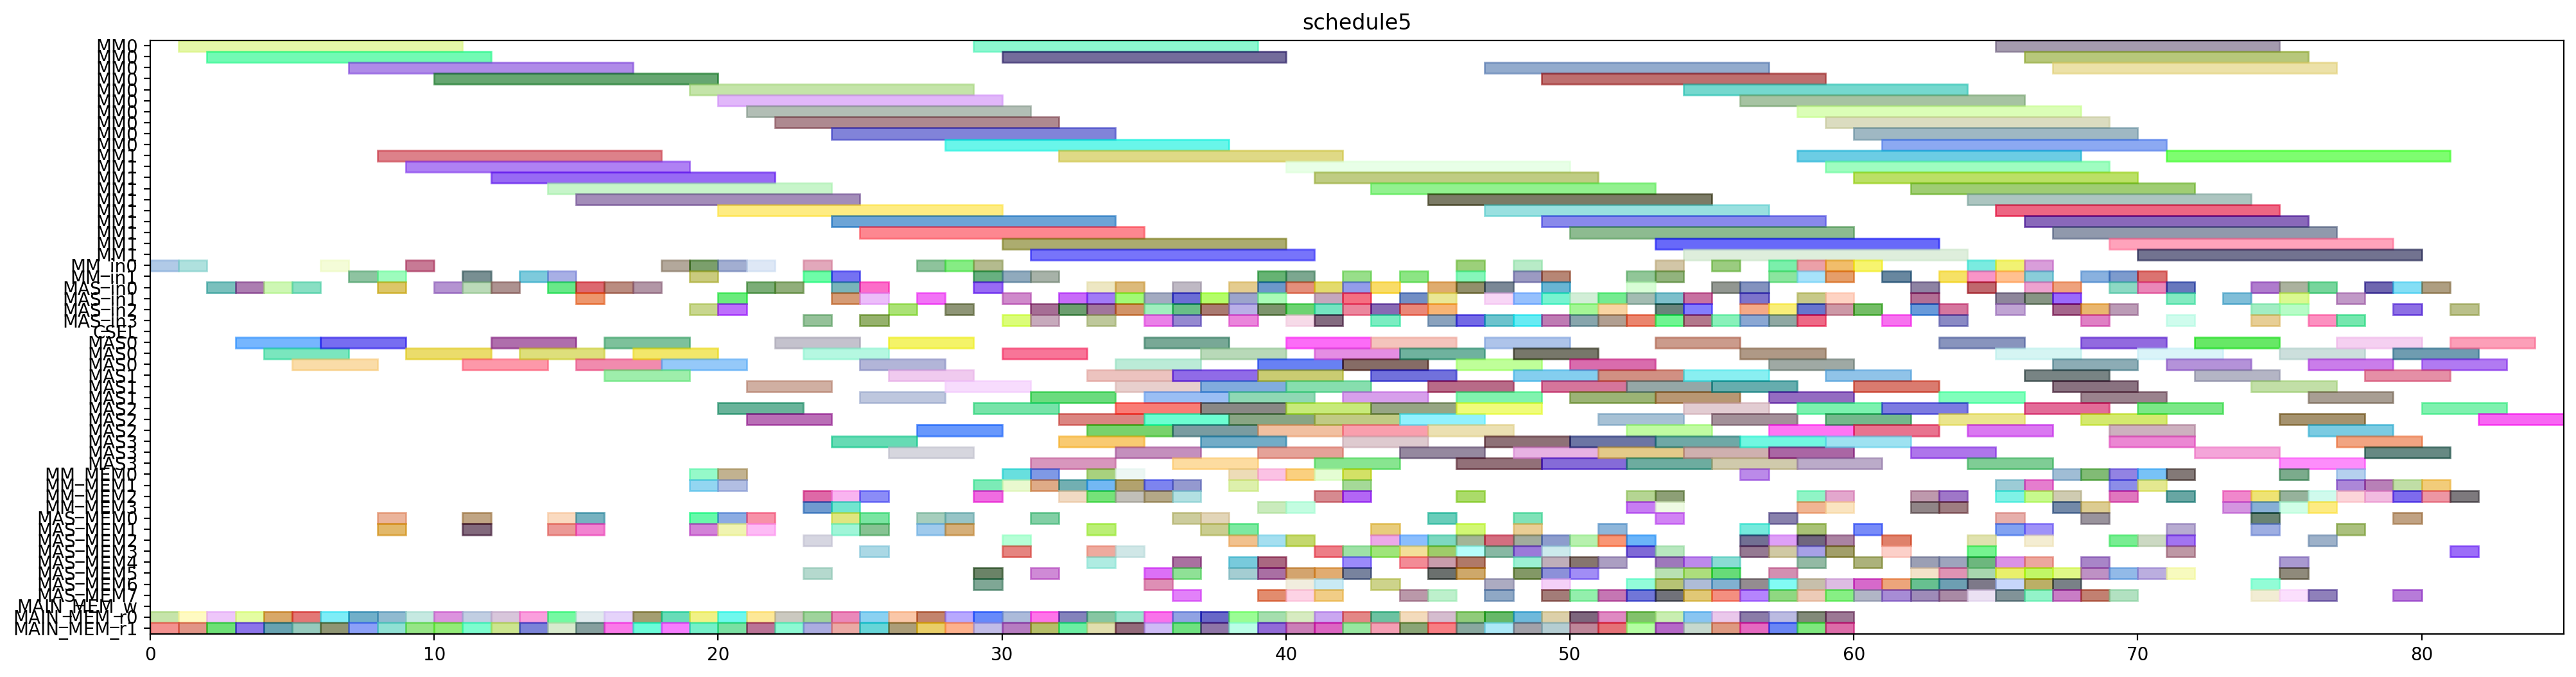 schedule5
MM0
MM0
MM0
MM0
MM0
MM0
MM0
MM0
MM0
MM0
MM1
MM1
MM1
MM1
MM1
MM1
MM1
MM1
MM1
MM1
MM_in0
MM_in1
MAS_in0
MAS_in1
MAS_in2
MAS_in3
CSEL
MAS0
MAS0
MAS0
MAS1
MAS1
MAS1
MAS2
MAS2
MAS2
MAS3
MAS3
MAS3
MM_MEM0
MM_MEM1
MM_MEM2
MM_MEM3
MAS_MEM0
MAS_MEM1
MAS_MEM2
MAS_MEM3
MAS_MEM4
MAS_MEM5
MAS_MEM6
MAS_MEM7
MAIN_MEM_w
MAIN_MEM_r0
MAIN_MEM_r1
0 10 20 30 40 50 60 70 80